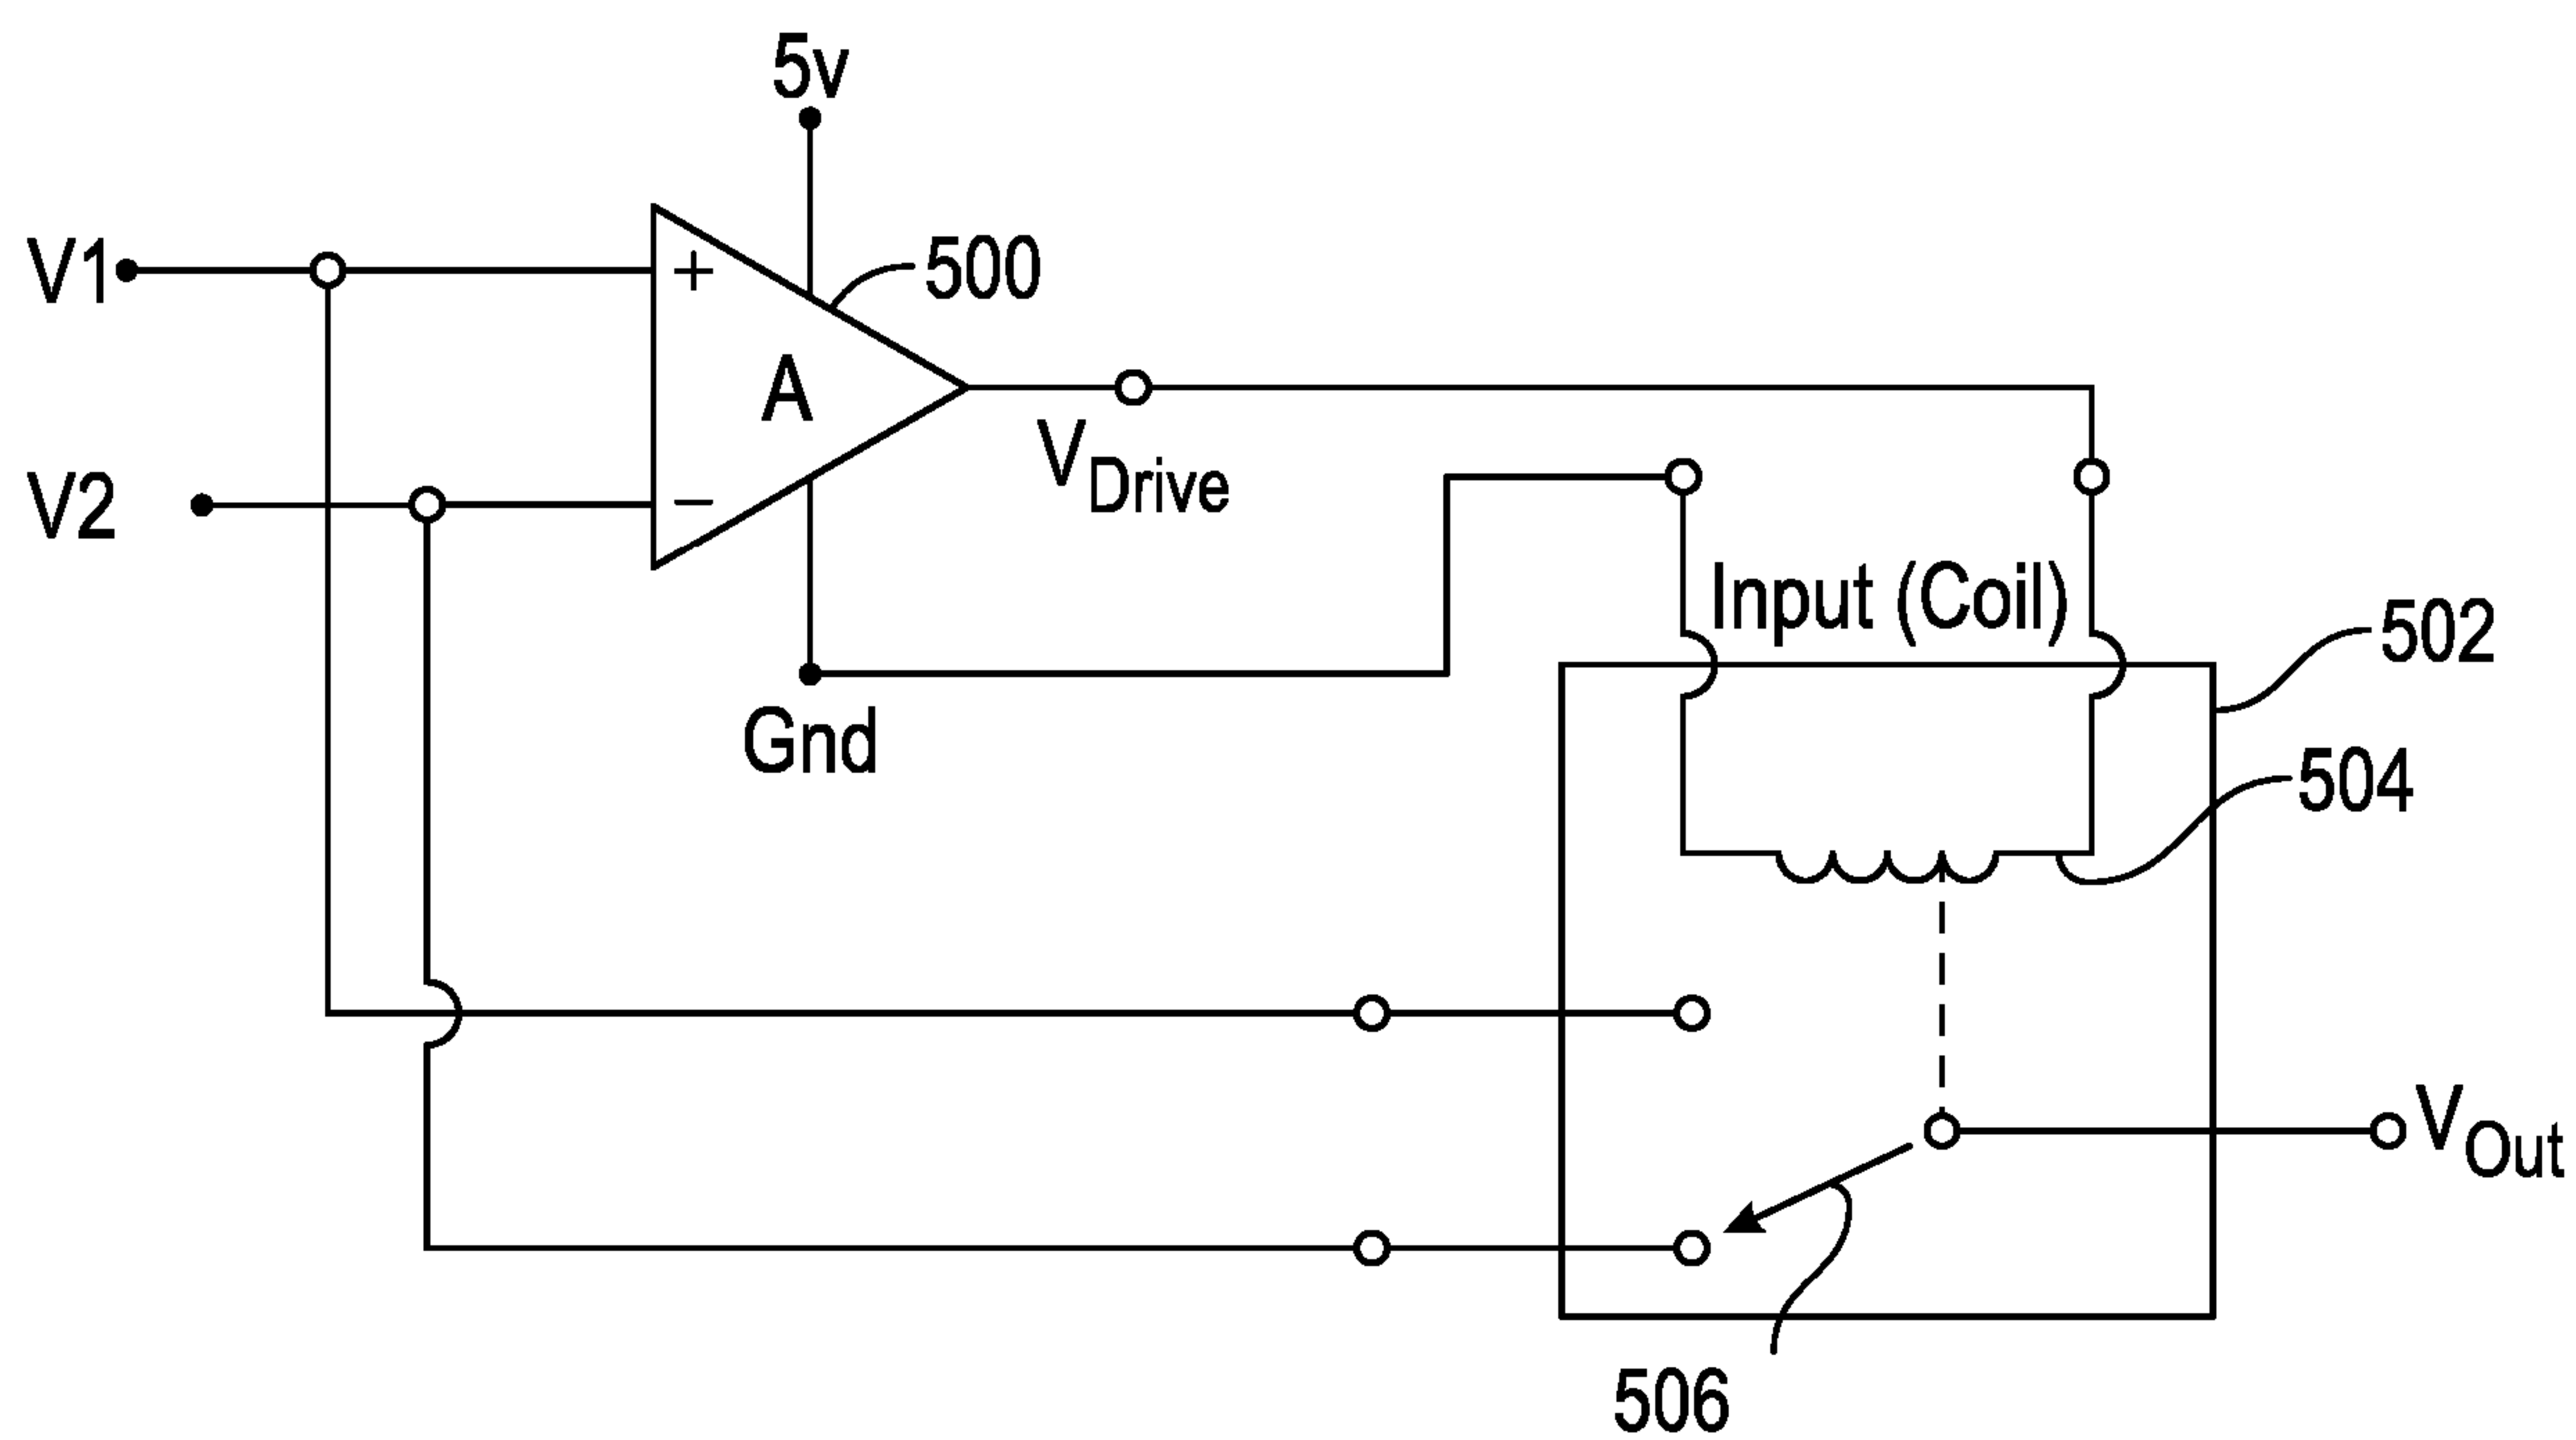 5v
V1
+
500
A
V2
−
VDrive
Input (Coil)
502
Gnd
504
VOut
506